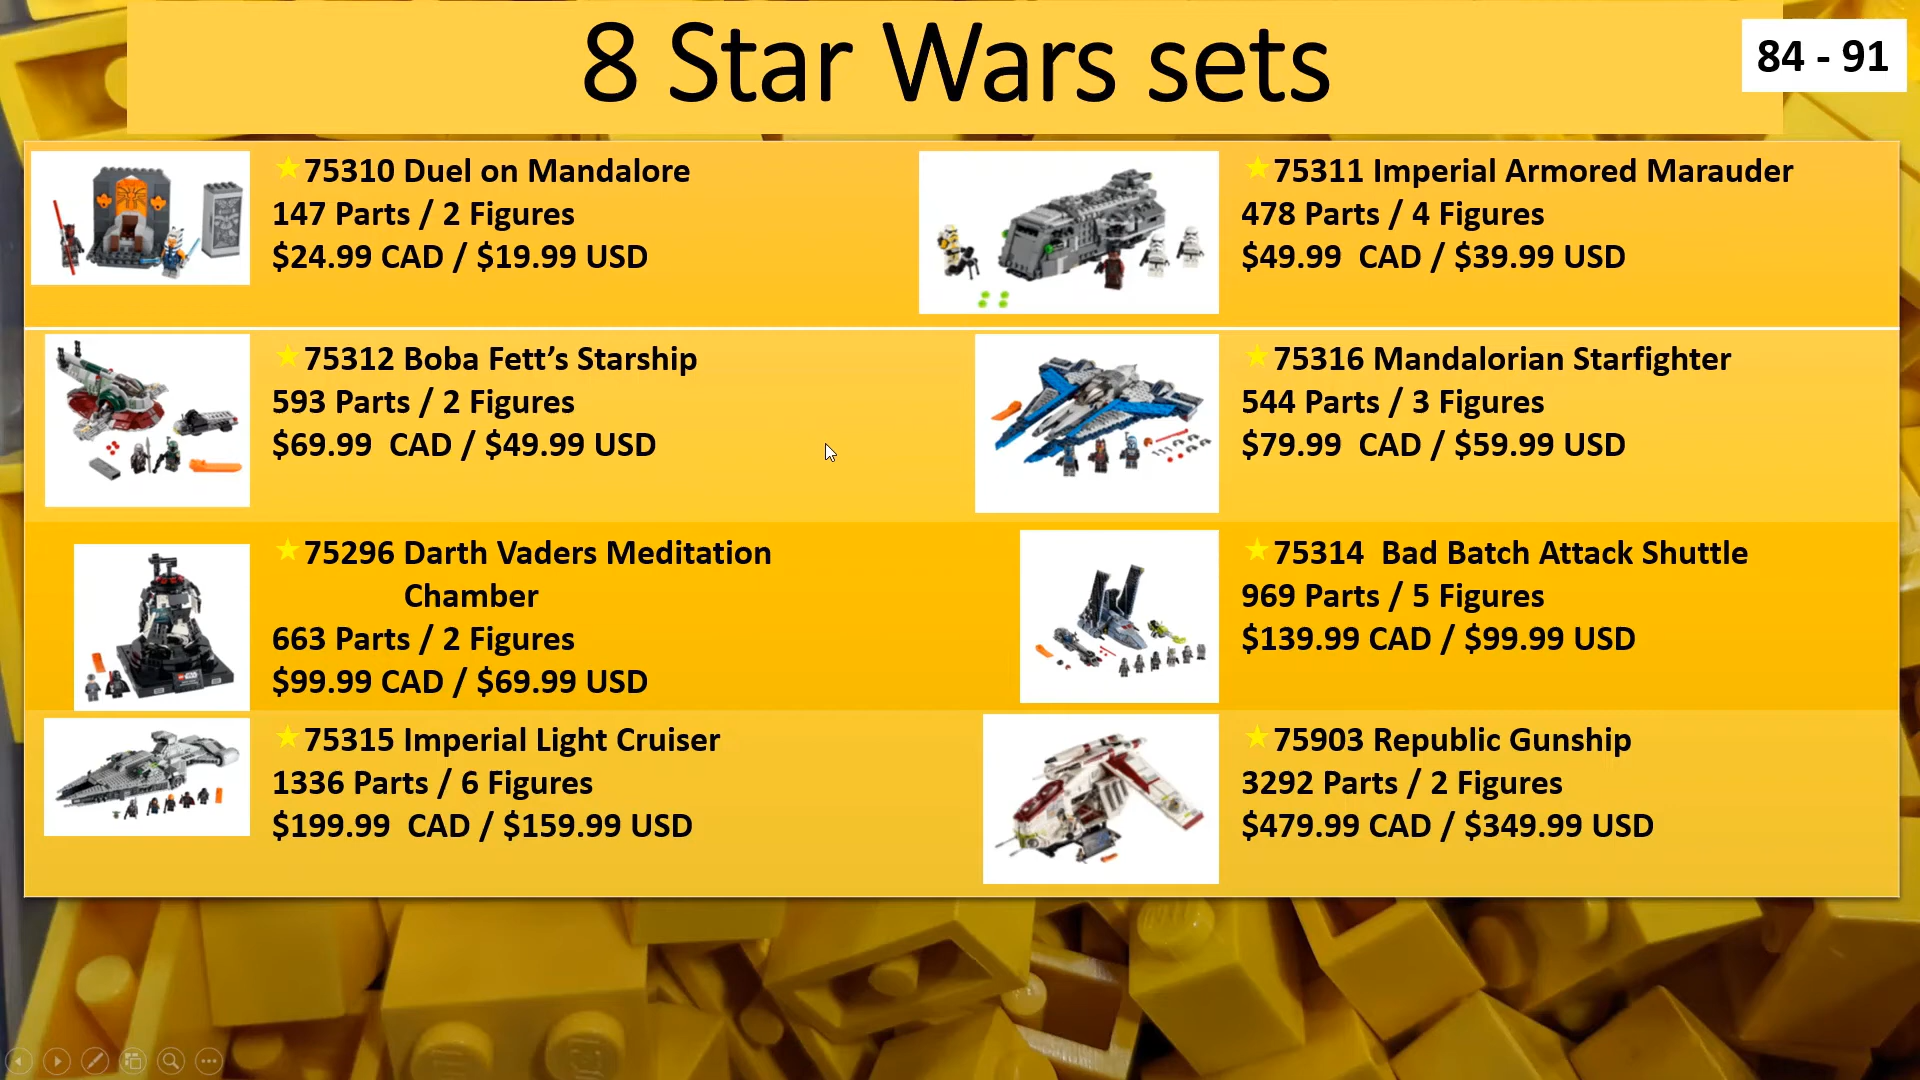 8 Star Wars sets
84 - 91
75310 Duel on Mandalore
147 Parts / 2 Figures
$24.99 CAD / $19.99 USD
75311 Imperial Armored Marauder
478 Parts / 4 Figures
$49.99 CAD / $39.99 USD
75312 Boba Fett’s Starship
593 Parts / 2 Figures
$69.99 CAD / $49.99 USD
75316 Mandalorian Starfighter
544 Parts / 3 Figures
$79.99 CAD / $59.99 USD
75296 Darth Vaders Meditation
Chamber
663 Parts / 2 Figures
$99.99 CAD / $69.99 USD
75314 Bad Batch Attack Shuttle
969 Parts / 5 Figures
$139.99 CAD / $99.99 USD
75315 Imperial Light Cruiser
1336 Parts / 6 Figures
$199.99 CAD / $159.99 USD
75903 Republic Gunship
3292 Parts / 2 Figures
$479.99 CAD / $349.99 USD